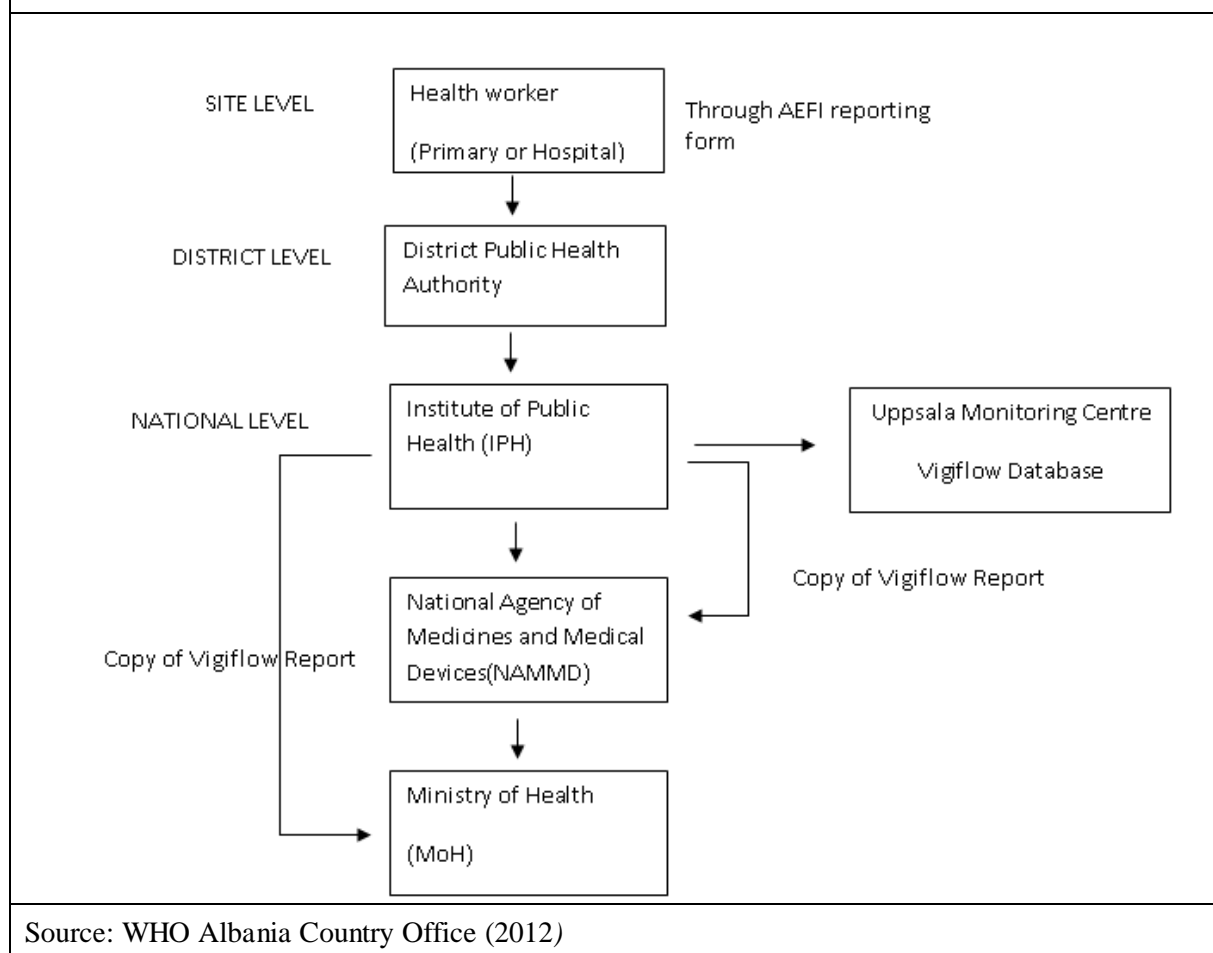 SITE LEVEL
Health worker
(Primary or Hospital)
Through AEFI reporting
form
DISTRICT LEVEL
District Public Health
Authority
NATIONAL LEVEL
Institute of Public
Health (IPH)
Uppsala Monitoring Centre
Vigiflow Database
Copy of Vigiflow Report
National Agency of
Medicines and Medical
Devices(NAMMD)
Copy of Vigiflow Report
Ministry of Health
(MoH)
Source: WHO Albania Country Office (2012)